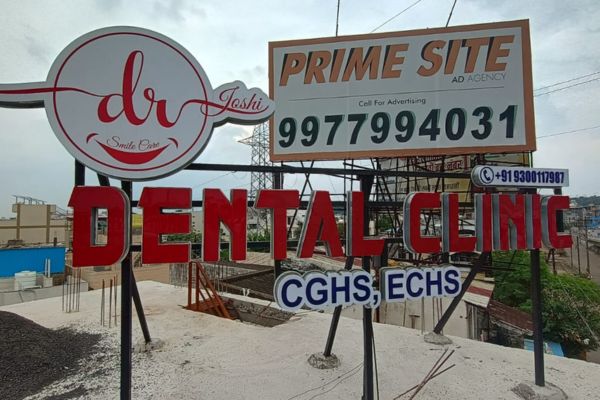 dr Joshi
Smile Care
PRIME SITE
AD AGENCY
Call For Advertising
9977994031
+91 9300117987
DENTAL CLINIC
CGHS, ECHS